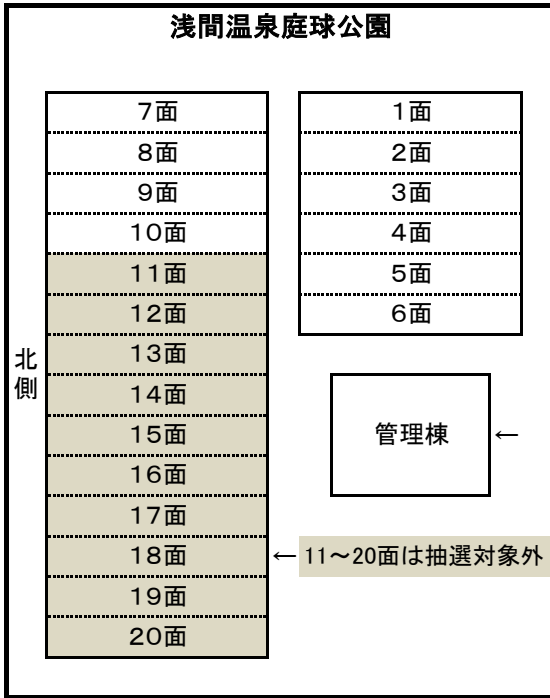 浅間温泉庭球公園
7面
8面
9面
10面
11面
12面
13面
14面
15面
16面
17面
18面
19面
20面
1面
2面
3面
4面
5面
6面
北側
管理棟 ←
← 11～20面は抽選対象外